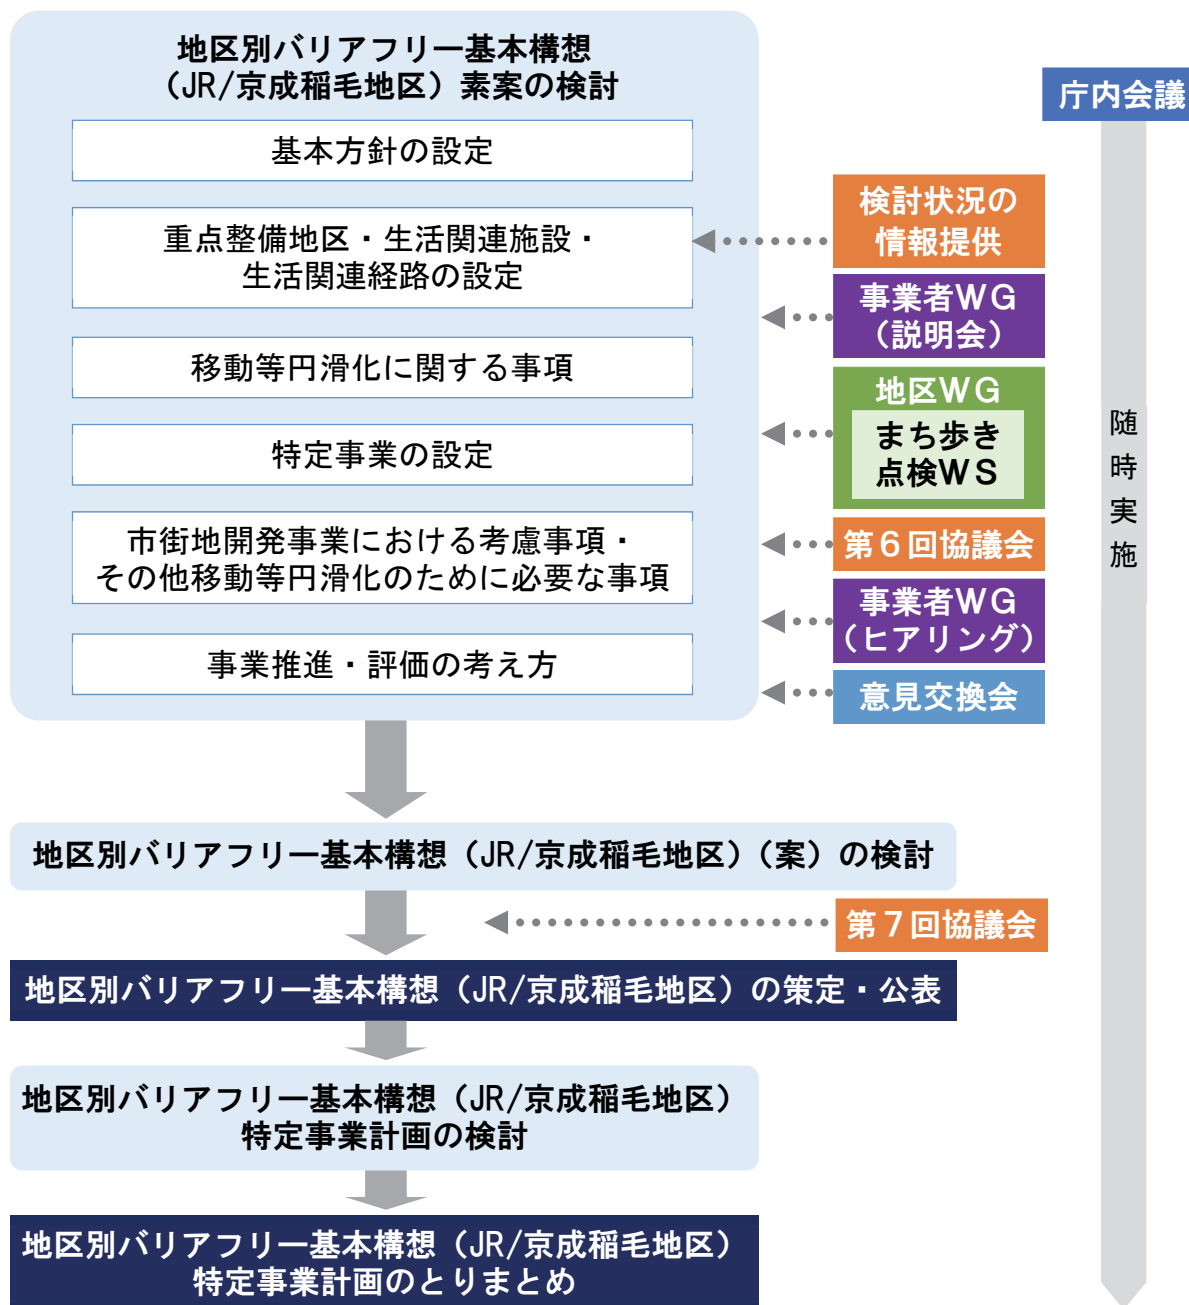 地区別バリアフリー基本構想
（JR/京成稲毛地区）素案の検討
基本方針の設定
重点整備地区・生活関連施設・
生活関連経路の設定
移動等円滑化に関する事項
特定事業の設定
市街地開発事業における考慮事項・
その他移動等円滑化のために必要な事項
事業推進・評価の考え方
検討状況の
情報提供
事業者ＷＧ
（説明会）
地区ＷＧ
まち歩き
点検ＷＳ
第６回協議会
事業者ＷＧ
（ヒアリング）
意見交換会
庁内会議
随時実施
地区別バリアフリー基本構想（JR/京成稲毛地区）（案）の検討
第７回協議会
地区別バリアフリー基本構想（JR/京成稲毛地区）の策定・公表
地区別バリアフリー基本構想（JR/京成稲毛地区）
特定事業計画の検討
地区別バリアフリー基本構想（JR/京成稲毛地区）
特定事業計画のとりまとめ